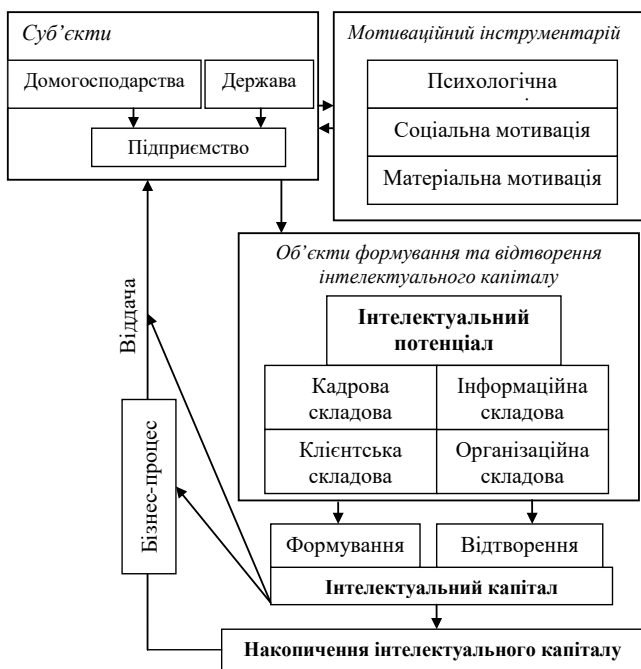 Суб’єкти
Домогосподарства
Держава
Підприємство
Мотиваційний інструментарій
Психологічна
Соціальна мотивація
Матеріальна мотивація
Об’єкти формування та відтворення
інтелектуального капіталу
Інтелектуальний
потенціал
Кадрова
складова
Інформаційна
складова
Клієнтська
складова
Організаційна
складова
Віддача
Бізнес-процес
Формування
Відтворення
Інтелектуальний капітал
Накопичення інтелектуального капіталу